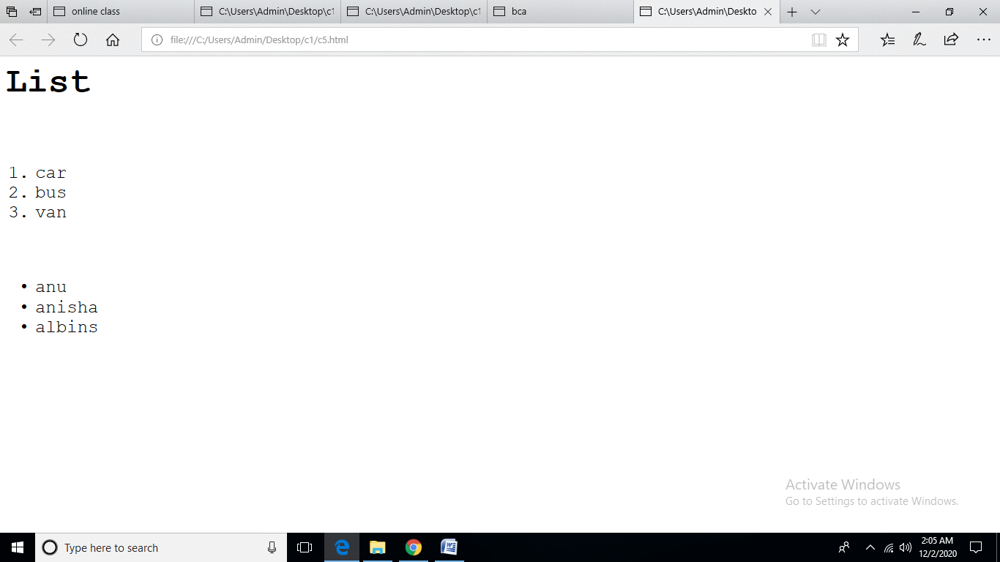 online class
C:\Users\Admin\Desktop\c1
C:\Users\Admin\Desktop\c1
bca
C:\Users\Admin\Deskto
file:///C:/Users/Admin/Desktop/c1/c5.html
List
1. car
2. bus
3. van
• anu
• anisha
• albins
Activate Windows
Go to Settings to activate Windows.
Type here to search
2:05 AM
12/2/2020